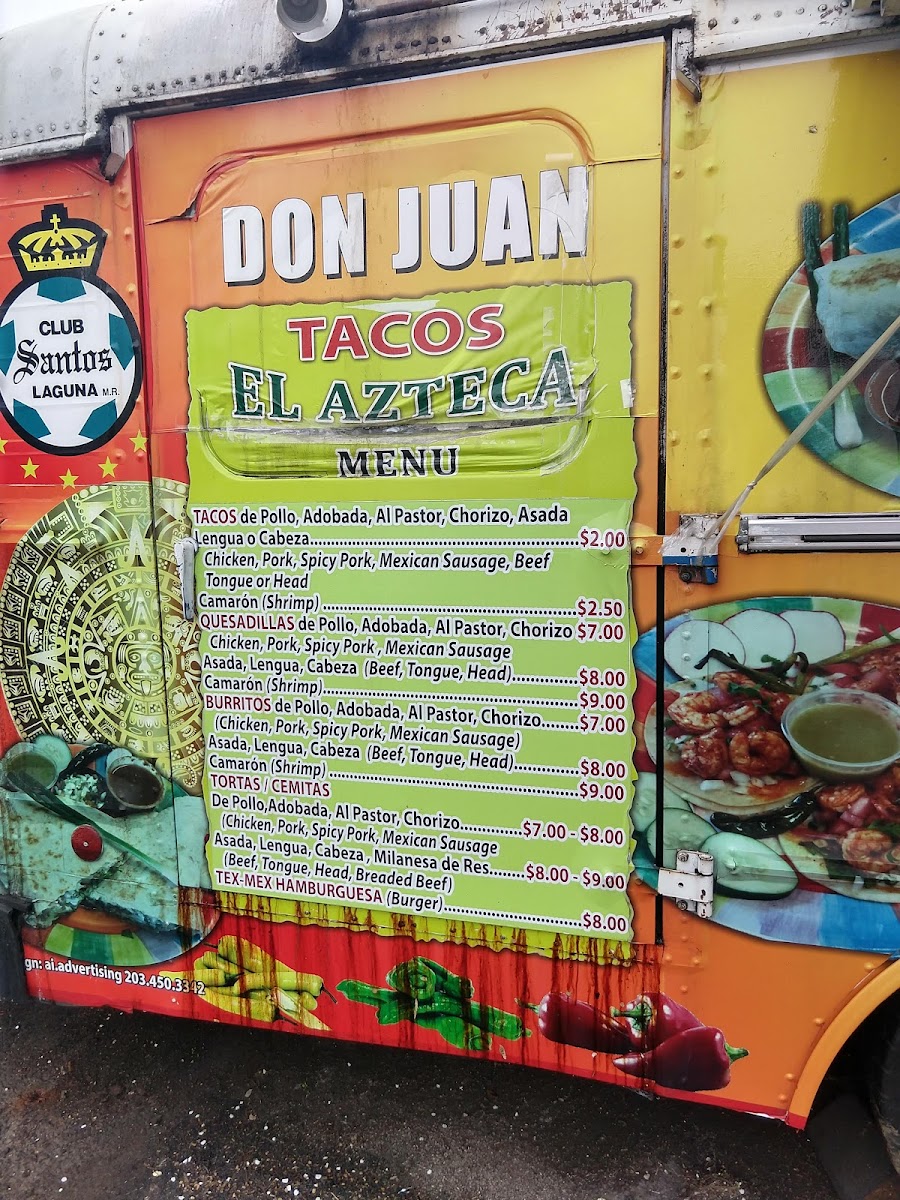 DON JUAN
TACOS
EL AZTECA
MENU
CLUB
Santos
LAGUNA M.R.
TACOS de Pollo, Adobada, Al Pastor, Chorizo, Asada
Lengua o Cabeza...$2.00
Chicken, Pork, Spicy Pork, Mexican Sausage, Beef
Tongue or Head
Camarón (Shrimp)...$2.50
QUESADILLAS de Pollo, Adobada, Al Pastor, Chorizo $7.00
Chicken, Pork, Spicy Pork , Mexican Sausage
Asada, Lengua, Cabeza (Beef, Tongue, Head)...$8.00
Camarón (Shrimp)...$9.00
BURRITOS de Pollo, Adobada, Al Pastor, Chorizo...$7.00
(Chicken, Pork, Spicy Pork, Mexican Sausage)
Asada, Lengua, Cabeza (Beef, Tongue, Head)...$8.00
Camarón (Shrimp)...$9.00
TORTAS / CEMITAS
De Pollo,Adobada, Al Pastor, Chorizo...$7.00 - $8.00
(Chicken, Pork, Spicy Pork, Mexican Sausage
Asada, Lengua, Cabeza , Milanesa de Res...$8.00 - $9.00
(Beef, Tongue, Head, Breaded Beef)
TEX-MEX HAMBURGUESA (Burger)...$8.00
gn: ai.advertising 203.450.3342